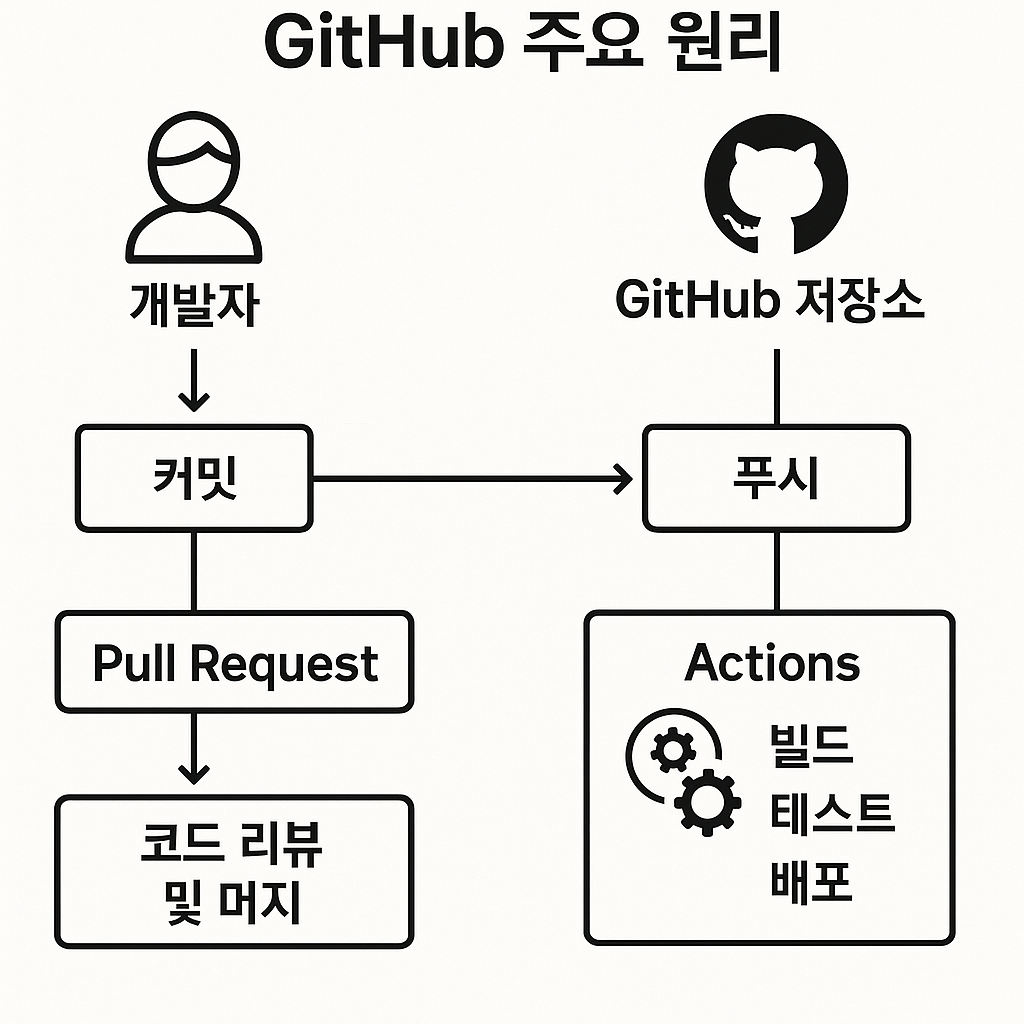 GitHub 주요 원리
개발자
GitHub 저장소
커밋
푸시
Pull Request
코드 리뷰
및 머지
Actions
빌드
테스트
배포